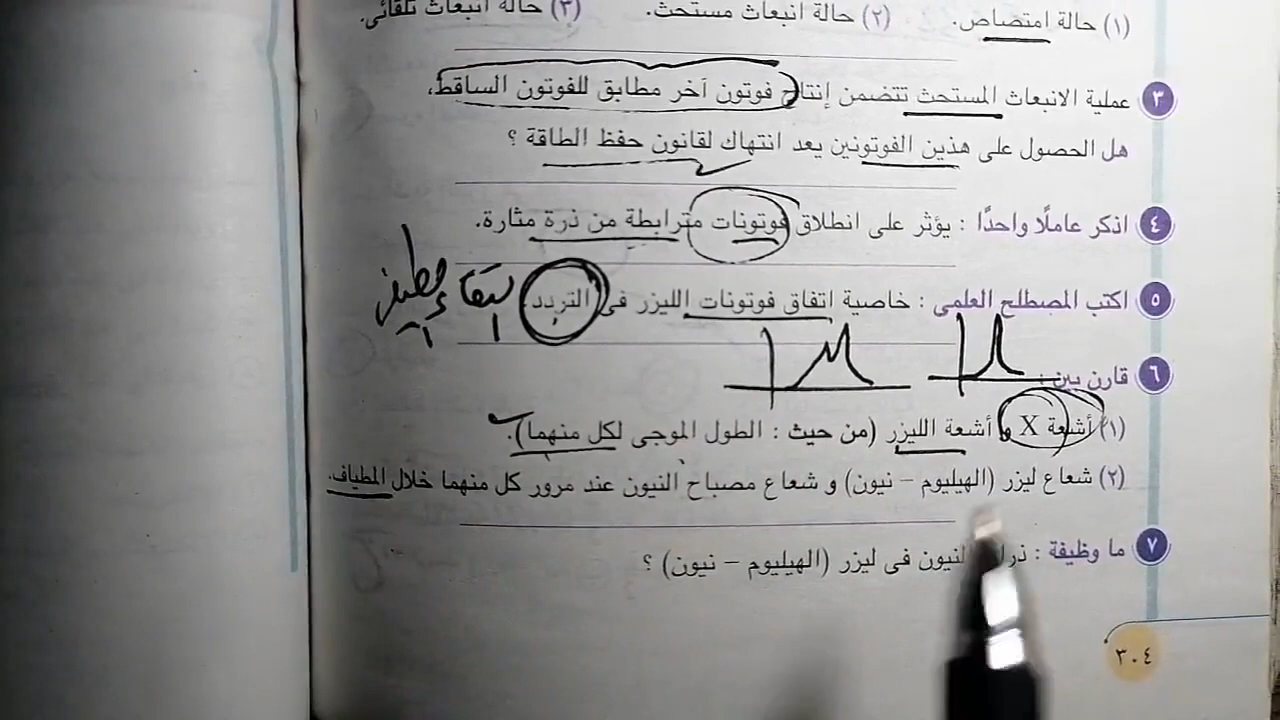 (١) حالة امتصاص. (٢) حالة انبعاث مستحث. (٣) حالة انبعاث تلقائى.
٣ عملية الانبعاث المستحث تتضمن إنتاج فوتون آخر مطابق للفوتون الساقط،
هل الحصول على هذين الفوتونين يعد انتهاك لقانون حفظ الطاقة ؟
٤ اذكر عاملًا واحدًا : يؤثر على انطلاق فوتونات مترابطة من ذرة مثارة.
٥ اكتب المصطلح العلمى : خاصية اتفاق فوتونات الليزر فى التردد.
٦ قارن بين :
(١) أشعة X و أشعة الليزر (من حيث : الطول الموجى لكل منهما).
(٢) شعاع ليزر (الهيليوم – نيون) و شعاع مصباح النيون عند مرور كل منهما خلال المطياف.
٧ ما وظيفة : النيون فى ليزر (الهيليوم – نيون) ؟
٣٠٤